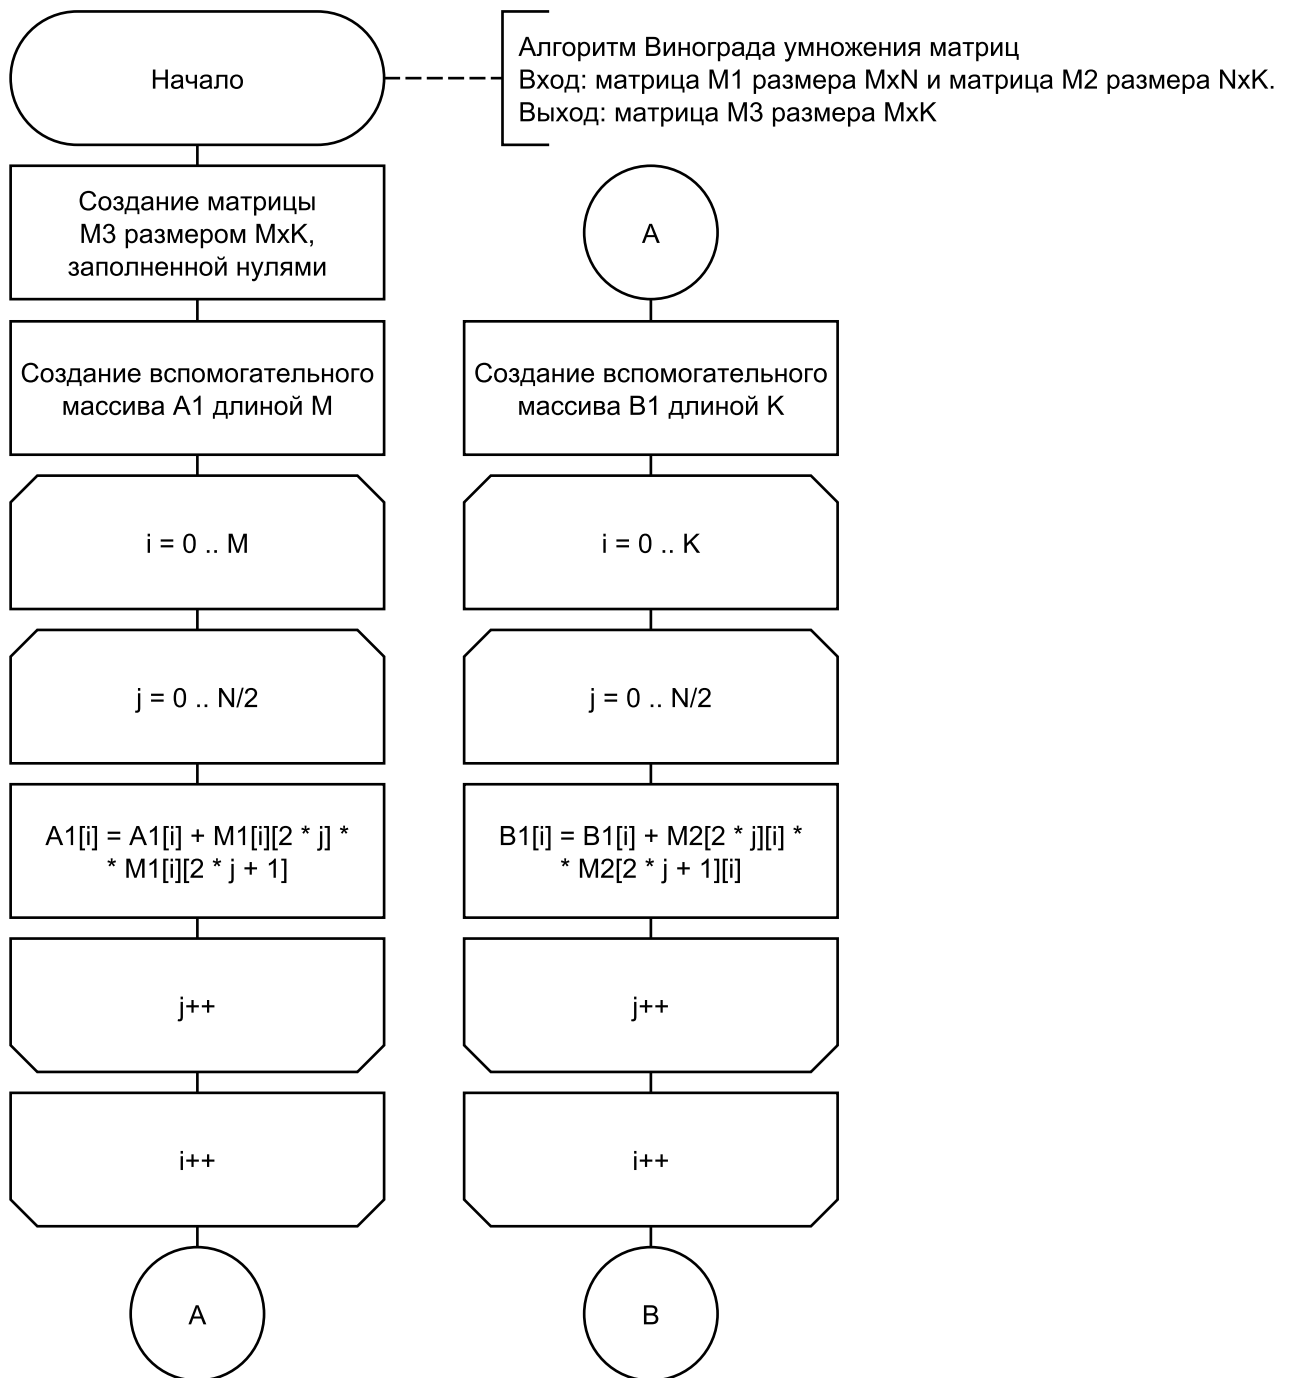 Начало
Алгоритм Винограда умножения матриц
Вход: матрица M1 размера MxN и матрица M2 размера NxK.
Выход: матрица M3 размера MxK
Создание матрицы
M3 размером MxK,
заполненной нулями
Создание вспомогательного
массива A1 длиной M
i = 0 .. M
j = 0 .. N/2
A1[i] = A1[i] + M1[i][2 * j] *
* M1[i][2 * j + 1]
j++
i++
A
A
Создание вспомогательного
массива B1 длиной K
i = 0 .. K
j = 0 .. N/2
B1[i] = B1[i] + M2[2 * j][i] *
* M2[2 * j + 1][i]
j++
i++
B